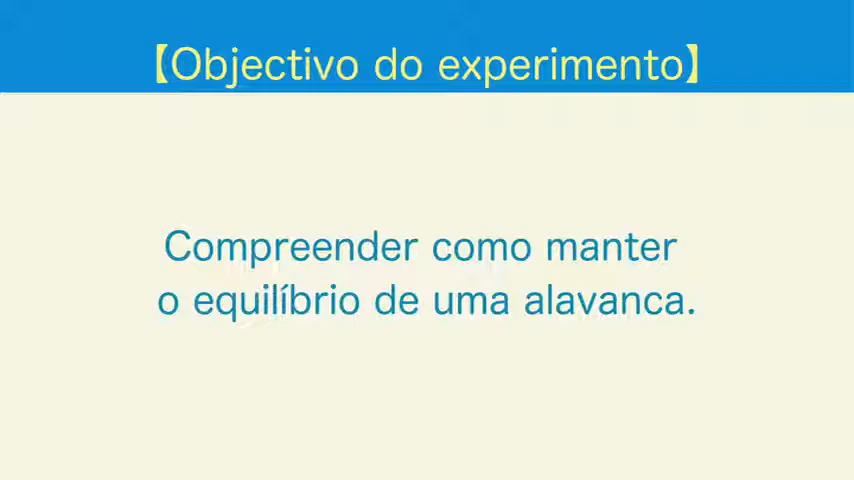 【Objectivo do experimento】
Compreender como manter
o equilíbrio de uma alavanca.